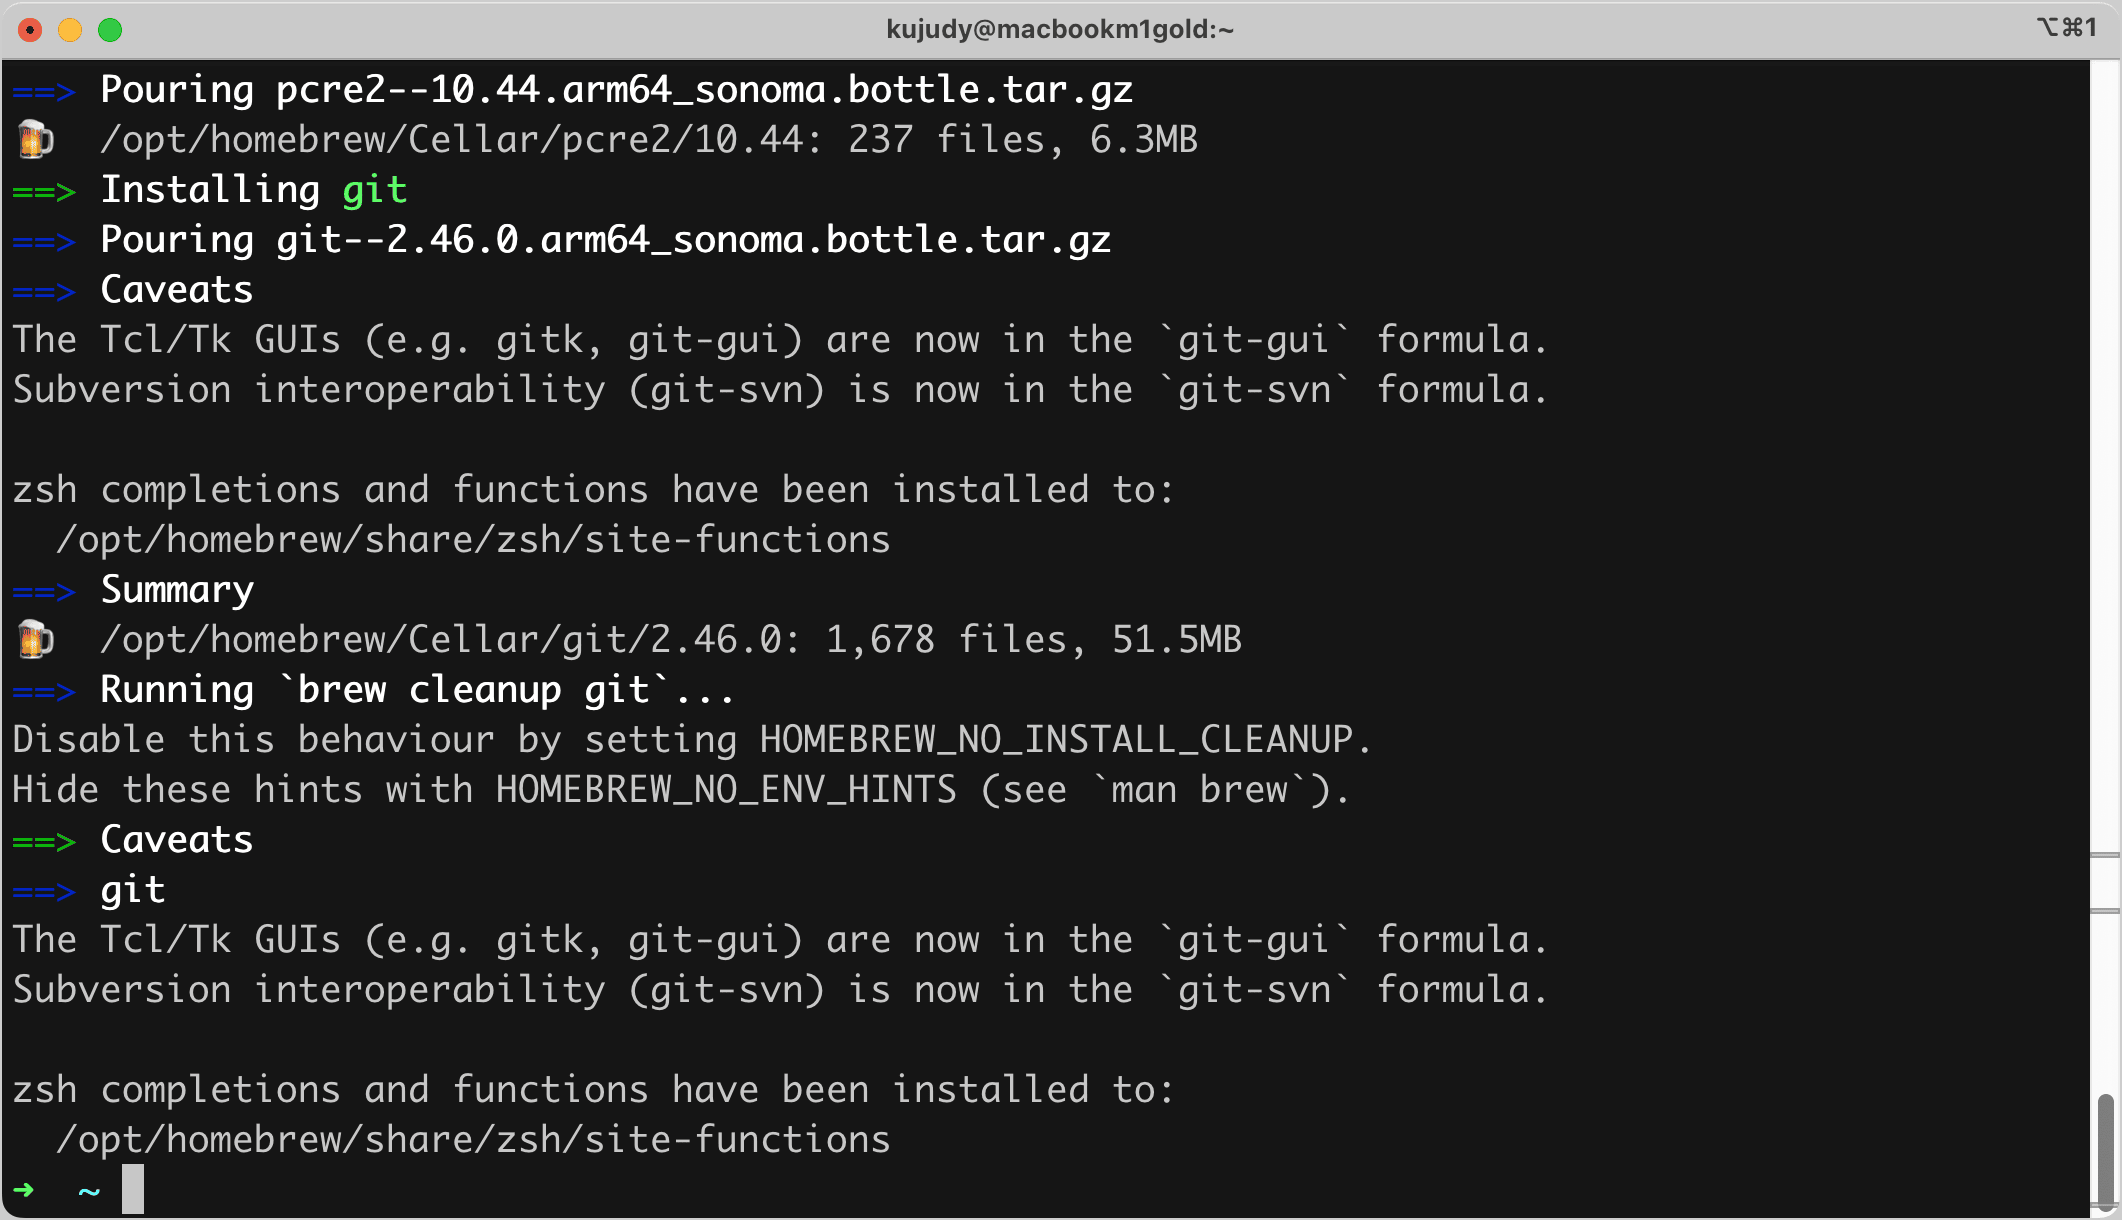 kujudy@macbookm1gold:~
⌥⌘1
==> Pouring pcre2--10.44.arm64_sonoma.bottle.tar.gz
🍺  /opt/homebrew/Cellar/pcre2/10.44: 237 files, 6.3MB
==> Installing git
==> Pouring git--2.46.0.arm64_sonoma.bottle.tar.gz
==> Caveats
The Tcl/Tk GUIs (e.g. gitk, git-gui) are now in the `git-gui` formula.
Subversion interoperability (git-svn) is now in the `git-svn` formula.
zsh completions and functions have been installed to:
  /opt/homebrew/share/zsh/site-functions
==> Summary
🍺  /opt/homebrew/Cellar/git/2.46.0: 1,678 files, 51.5MB
==> Running `brew cleanup git`...
Disable this behaviour by setting HOMEBREW_NO_INSTALL_CLEANUP.
Hide these hints with HOMEBREW_NO_ENV_HINTS (see `man brew`).
==> Caveats
==> git
The Tcl/Tk GUIs (e.g. gitk, git-gui) are now in the `git-gui` formula.
Subversion interoperability (git-svn) is now in the `git-svn` formula.
zsh completions and functions have been installed to:
  /opt/homebrew/share/zsh/site-functions
➜  ~